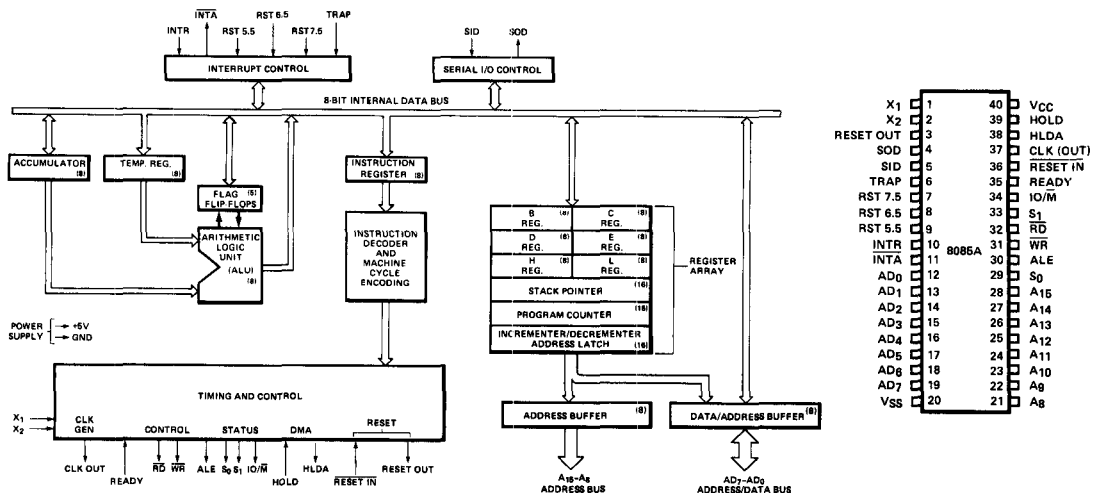 INTR
INTA
RST 5.5
RST 6.5
RST 7.5
TRAP
INTERRUPT CONTROL
SID
SOD
SERIAL I/O CONTROL
8-BIT INTERNAL DATA BUS
ACCUMULATOR (8)
TEMP. REG. (8)
FLAG (5)
FLIP-FLOPS
ARITHMETIC
LOGIC
UNIT
(ALU)
(8)
INSTRUCTION
REGISTER (8)
INSTRUCTION
DECODER
AND
MACHINE
CYCLE
ENCODING
B (8) C (8)
REG. REG.
D (8) E (8)
REG. REG.
H (8) L (8)
REG. REG.
STACK POINTER (16)
PROGRAM COUNTER (16)
INCREMENTER/DECREMENTER
ADDRESS LATCH (16)
REGISTER
ARRAY
POWER
SUPPLY
+5V
GND
TIMING AND CONTROL
X1
X2
CLK
GEN
CONTROL
STATUS
DMA
RESET
CLK OUT
READY
RD
WR
ALE
S0
S1
IO/M
HOLD
HLDA
RESET IN
RESET OUT
ADDRESS BUFFER (8)
DATA/ADDRESS BUFFER (8)
A15-A8
ADDRESS BUS
AD7-AD0
ADDRESS/DATA BUS
X1 1 40 VCC
X2 2 39 HOLD
RESET OUT 3 38 HLDA
SOD 4 37 CLK (OUT)
SID 5 36 RESET IN
TRAP 6 35 READY
RST 7.5 7 34 IO/M
RST 6.5 8 33 S1
RST 5.5 9 32 RD
INTR 10 31 WR
INTA 11 30 ALE
AD0 12 29 S0
AD1 13 28 A15
AD2 14 27 A14
AD3 15 26 A13
AD4 16 25 A12
AD5 17 24 A11
AD6 18 23 A10
AD7 19 22 A9
VSS 20 21 A8
8085A